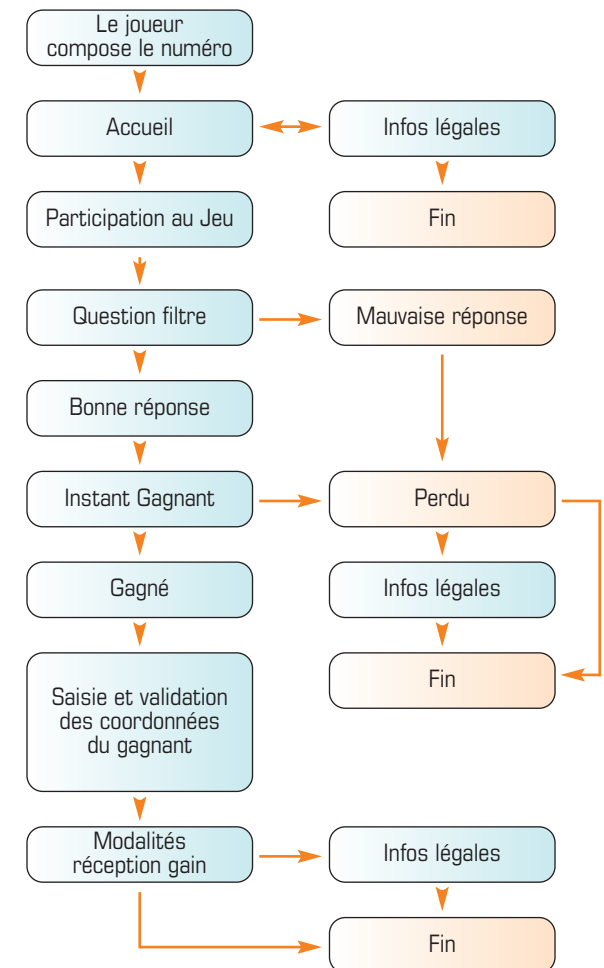 Le joueur
compose le numéro
Accueil
Infos légales
Participation au Jeu
Fin
Question filtre
Mauvaise réponse
Bonne réponse
Instant Gagnant
Perdu
Gagné
Infos légales
Saisie et validation
des coordonnées
du gagnant
Fin
Modalités
réception gain
Infos légales
Fin